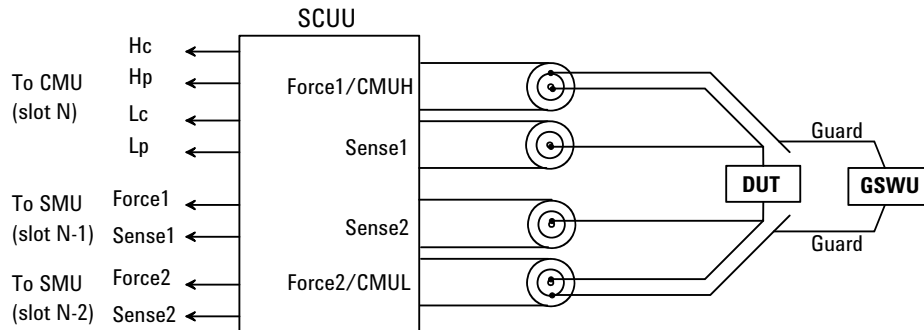 SCUU
Hc
To CMU
(slot N)
Hp
Lc
Lp
Force1/CMUH
Sense1
Guard
DUT
GSWU
To SMU
(slot N-1)
Force1
Sense1
Sense2
Guard
To SMU
(slot N-2)
Force2
Sense2
Force2/CMUL